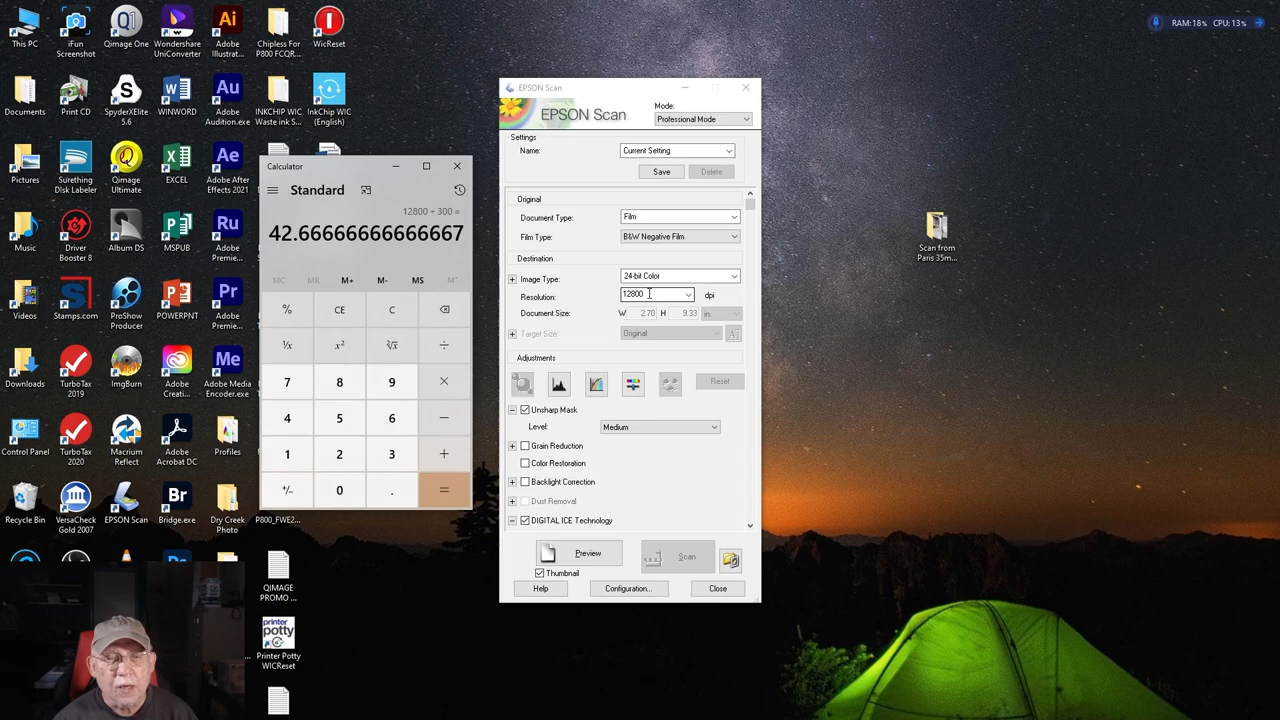 This PC
iFun
Screenshot
Qimage One
Wondershare
UniConverter
Adobe
Illustrat...
Chipless For
P800 FCQR...
WicReset
Documents
Print CD
SpyderXElite
5.6
WINWORD
Adobe
Audition.exe
INKCHIP WIC
Waste ink S...
InkChip WIC
(English)
Pictures
Surething
DIsk Labeler
Qimage
Ultimate
EXCEL
Adobe After
Effects 2021
Music
Driver
Booster 8
Album DS
MSPUB
Adobe
Premie...
Videos
Stamps.com
ProShow
Producer
POWERPNT
Adobe
Premie...
Downloads
TurboTax
2019
ImgBurn
Adobe
Creati...
Adobe Media
Encoder.exe
Control Panel
TurboTax
2020
Macrium
Reflect
Adobe
Acrobat DC
Profiles
Recycle Bin
VersaCheck
Gold 2007
EPSON Scan
Bridge.exe
Dry Creek
Photo
P800_FWE2...
QIMAGE
PROMO ...
printer
potty
Printer Potty
WICReset
Calculator
Standard
12800 ÷ 300 =
42.66666666666667
MC MR M+ M- MS M˅
% CE C
¹/x x² ²√x ÷
7 8 9 ×
4 5 6 −
1 2 3 +
+/- 0 . =
EPSON Scan
EPSON Scan
Mode:
Professional Mode
Settings
Name: Current Setting
Save Delete
Original
Document Type: Film
Film Type: B&W Negative Film
Destination
Image Type: 24-bit Color
Resolution: 12800 dpi
Document Size: W 2.70 H 9.33 in.
Target Size: Original
Adjustments
Reset
Unsharp Mask
Level: Medium
Grain Reduction
Color Restoration
Backlight Correction
Dust Removal
DIGITAL ICE Technology
Preview Scan
Thumbnail
Help Configuration... Close
Scan from
Paris 35m...
RAM:18% CPU:13%